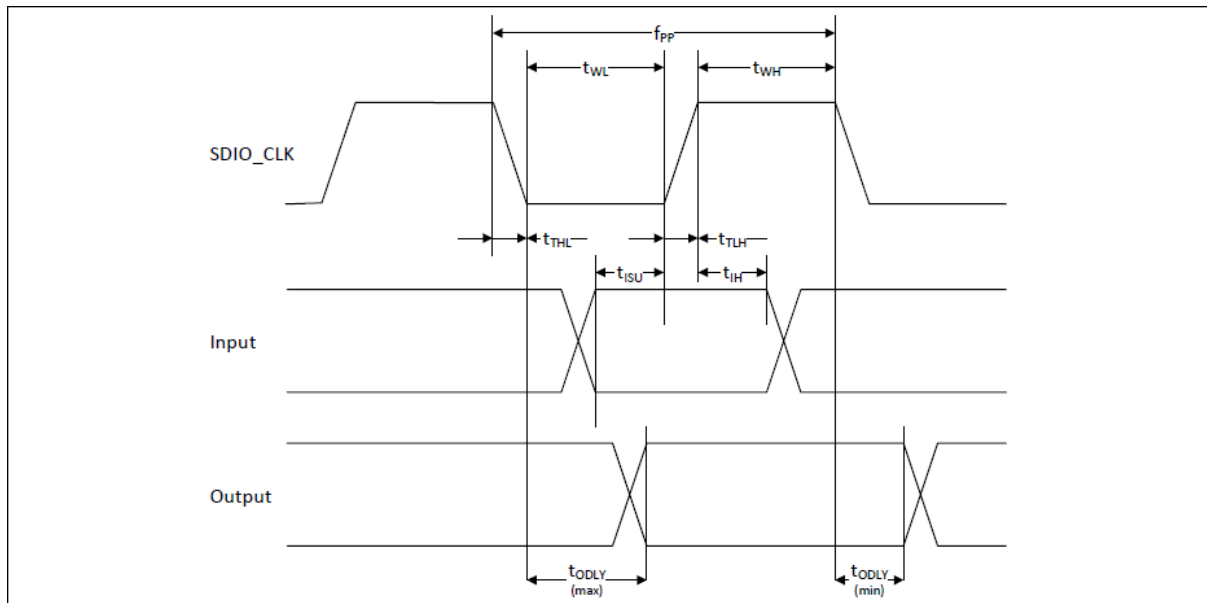 fPP
tWL tWH
SDIO_CLK
tTHL tTLH
tISU tIH
Input
Output
tODLY (max) tODLY (min)